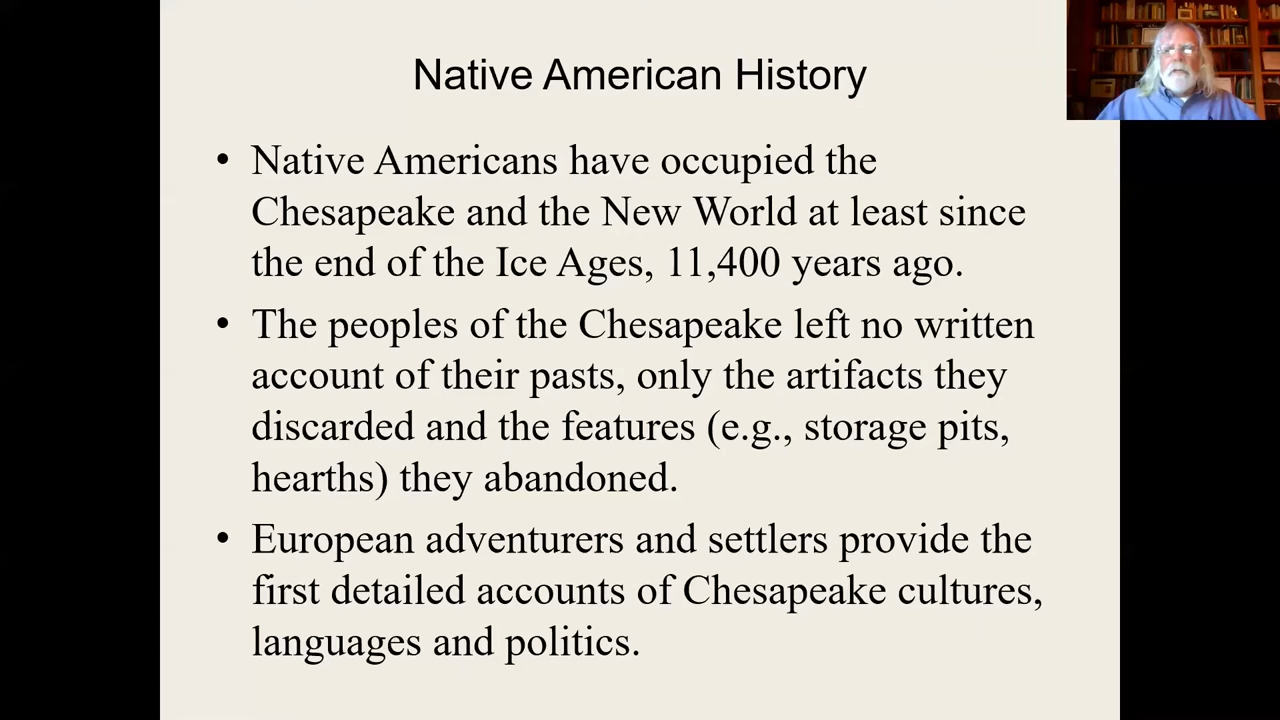 Native American History
• Native Americans have occupied the
Chesapeake and the New World at least since
the end of the Ice Ages, 11,400 years ago.
• The peoples of the Chesapeake left no written
account of their pasts, only the artifacts they
discarded and the features (e.g., storage pits,
hearths) they abandoned.
• European adventurers and settlers provide the
first detailed accounts of Chesapeake cultures,
languages and politics.